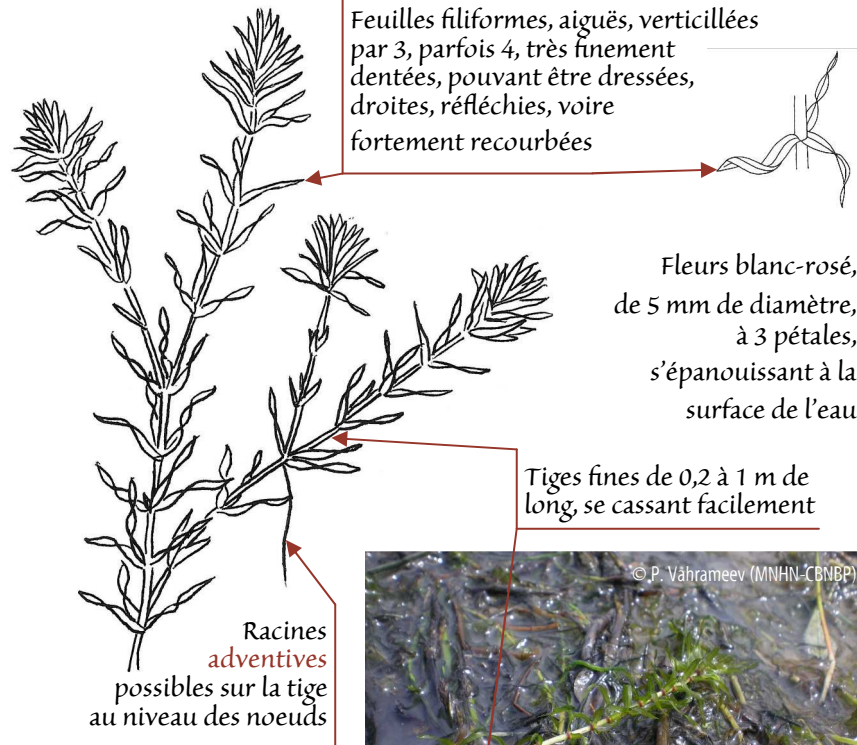 Feuilles filiformes, aiguës, verticillées
par 3, parfois 4, très finement
dentées, pouvant être dressées,
droites, réfléchies, voire
fortement recourbées
Fleurs blanc-rosé,
de 5 mm de diamètre,
à 3 pétales,
s'épanouissant à la
surface de l'eau
Tiges fines de 0,2 à 1 m de
long, se cassant facilement
© P. Vâhrameev (MNHN-CBNBP)
Racines
adventives
possibles sur la tige
au niveau des noeuds